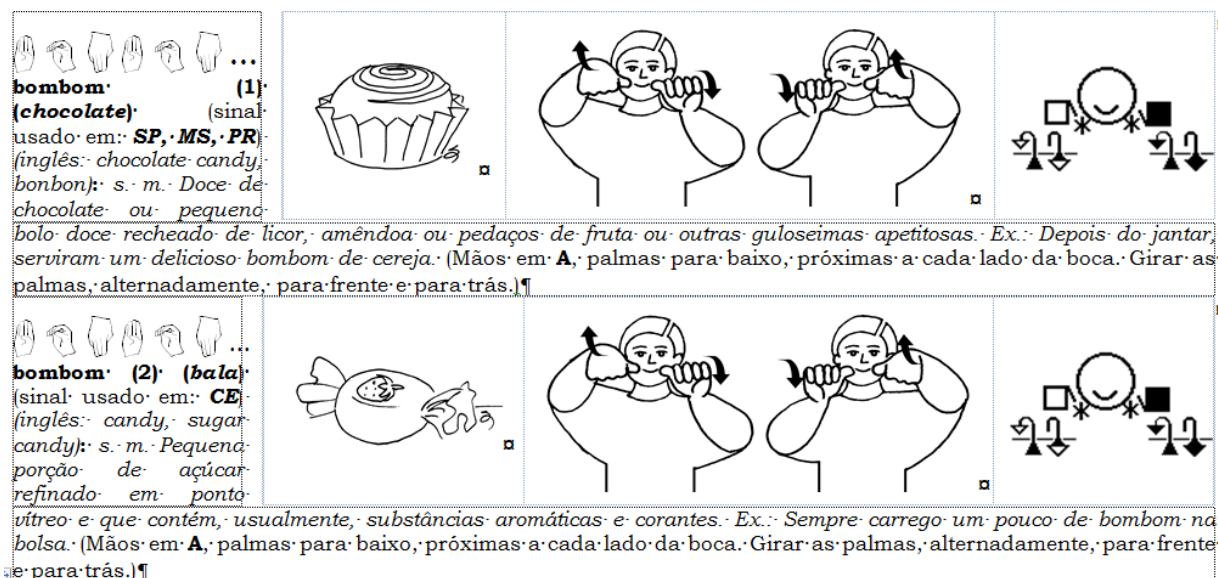 ...
bombom (1)
(chocolate) (sinal
usado em: SP, MS, PR)
(inglês: chocolate candy,
bonbon): s. m. Doce de
chocolate ou pequeno
bolo doce recheado de licor, amêndoa ou pedaços de fruta ou outras guloseimas apetitosas. Ex.: Depois do jantar,
serviram um delicioso bombom de cereja. (Mãos em A, palmas para baixo, próximas a cada lado da boca. Girar as
palmas, alternadamente, para frente e para trás.)¶
...
bombom (2) (bala)
(sinal usado em: CE)
(inglês: candy, sugar
candy): s. m. Pequena
porção de açúcar
refinado em ponto
vítreo e que contém, usualmente, substâncias aromáticas e corantes. Ex.: Sempre carrego um pouco de bombom na
bolsa. (Mãos em A, palmas para baixo, próximas a cada lado da boca. Girar as palmas, alternadamente, para frente
e para trás.)¶